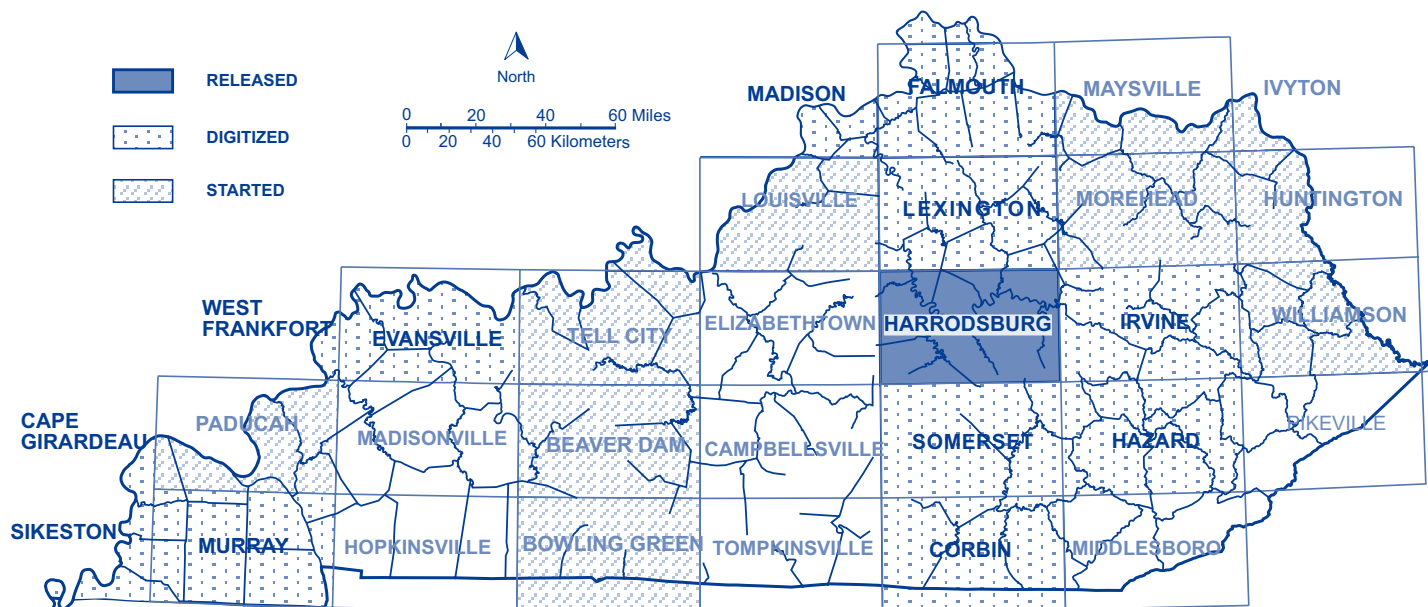 RELEASED
DIGITIZED
STARTED
North
0 20 40 60 Miles
0 20 40 60 Kilometers
MADISON
FALMOUTH
MAYSVILLE
IVYTON
LOUISVILLE
LEXINGTON
MOREHEAD
HUNTINGTON
WEST
FRANKFORT
EVANSVILLE
TELL CITY
ELIZABETHTOWN
HARRODSBURG
IRVINE
WILLIAMSON
CAPE
GIRARDEAU
PADUCAH
MADISONVILLE
BEAVER DAM
CAMPBELLSVILLE
SOMERSET
HAZARD
PIKEVILLE
SIKESTON
MURRAY
HOPKINSVILLE
BOWLING GREEN
TOMPKINSVILLE
CORBIN
MIDDLESBORO